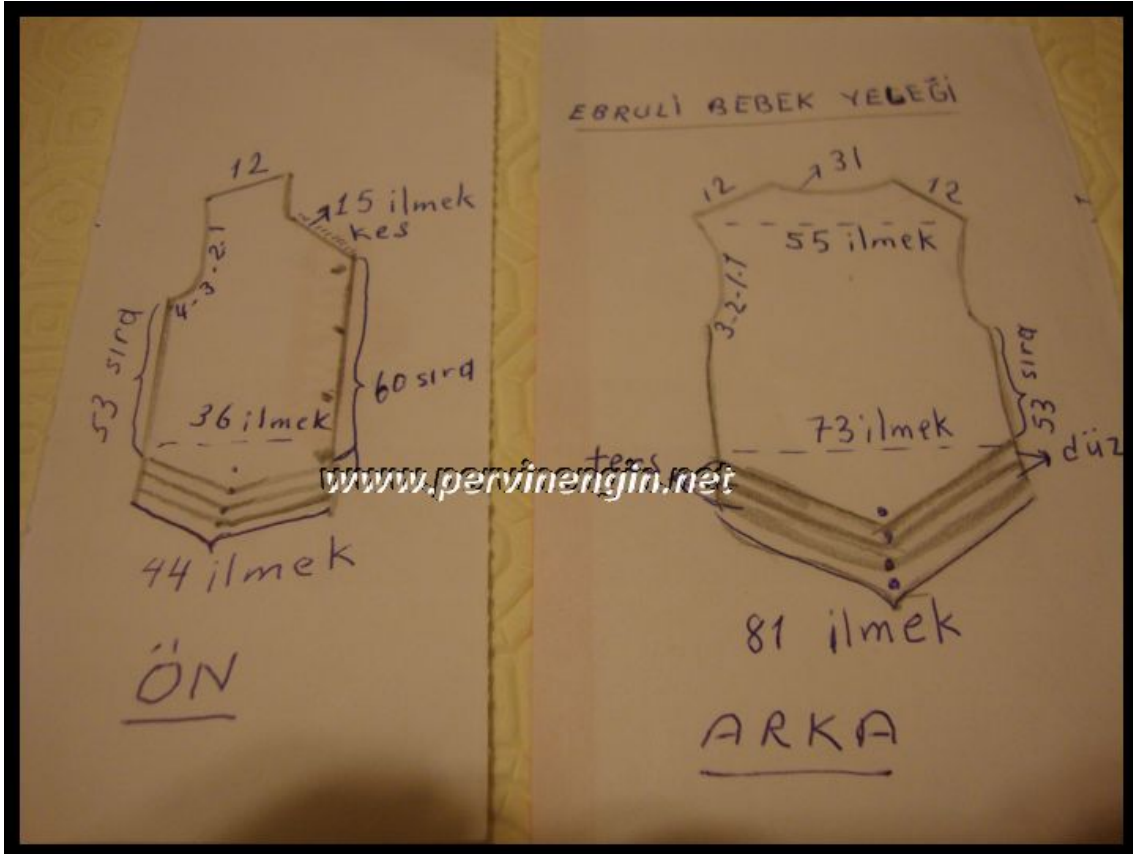 12
15 ilmek
kes
4-3-2-1
53 sıra
60 sıra
36 ilmek
44 ilmek
ÖN
EBRULİ BEBEK YELEĞİ
12
31
12
55 ilmek
3-2-1-1
53 sıra
73 ilmek
ters
düz
www.pervinengin.net
81 ilmek
ARKA